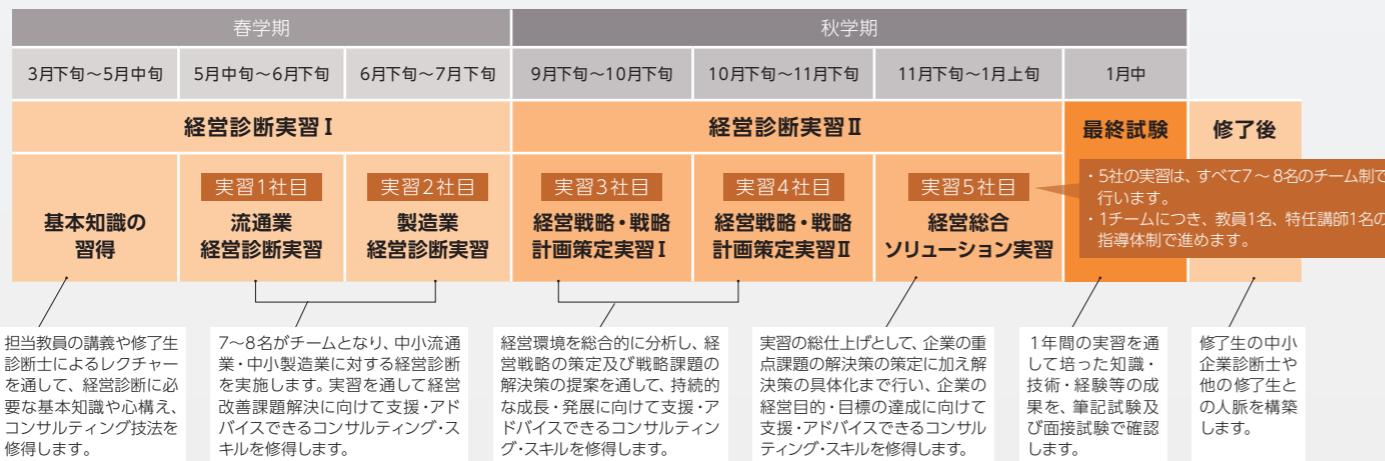 春学期
秋学期
3月下旬～5月中旬
5月中旬～6月下旬
6月下旬～7月下旬
9月下旬～10月下旬
10月下旬～11月下旬
11月下旬～1月上旬
1月中
経営診断実習Ⅰ
経営診断実習Ⅱ
最終試験
修了後
基本知識の
習得
実習1社目
流通業
経営診断実習
実習2社目
製造業
経営診断実習
実習3社目
経営戦略・戦略
計画策定実習Ⅰ
実習4社目
経営戦略・戦略
計画策定実習Ⅱ
実習5社目
経営総合
ソリューション実習
・5社の実習は、すべて7～8名のチーム制で
行います。
・1チームにつき、教員1名、特任講師1名の
指導体制で進めます。
担当教員の講義や修了生
診断士によるレクチャー
を通して、経営診断に必
要な基本知識や心構え、
コンサルティング技法を
修得します。
7～8名がチームとなり、中小流通
業・中小製造業に対する経営診断
を実施します。実習を通して経営
改善課題解決に向けて支援・アド
バイスできるコンサルティング・ス
キルを修得します。
経営環境を総合的に分析し、経
営戦略の策定及び戦略課題の
解決策の提案を通して、持続的
な成長・発展に向けて支援・ア
ドバイスできるコンサルティン
グ・スキルを修得します。
実習の総仕上げとして、企業の重
点課題の解決策の策定に加え解
決策の具体化まで行い、企業の
経営目的・目標の達成に向けて
支援・アドバイスできるコンサル
ティング・スキルを修得します。
1年間の実習を通
して培った知識・
技術・経験等の成
果を、筆記試験及
び面接試験で確認
します。
修了生の中小
企業診断士や
他の修了生と
の人脈を構築
します。